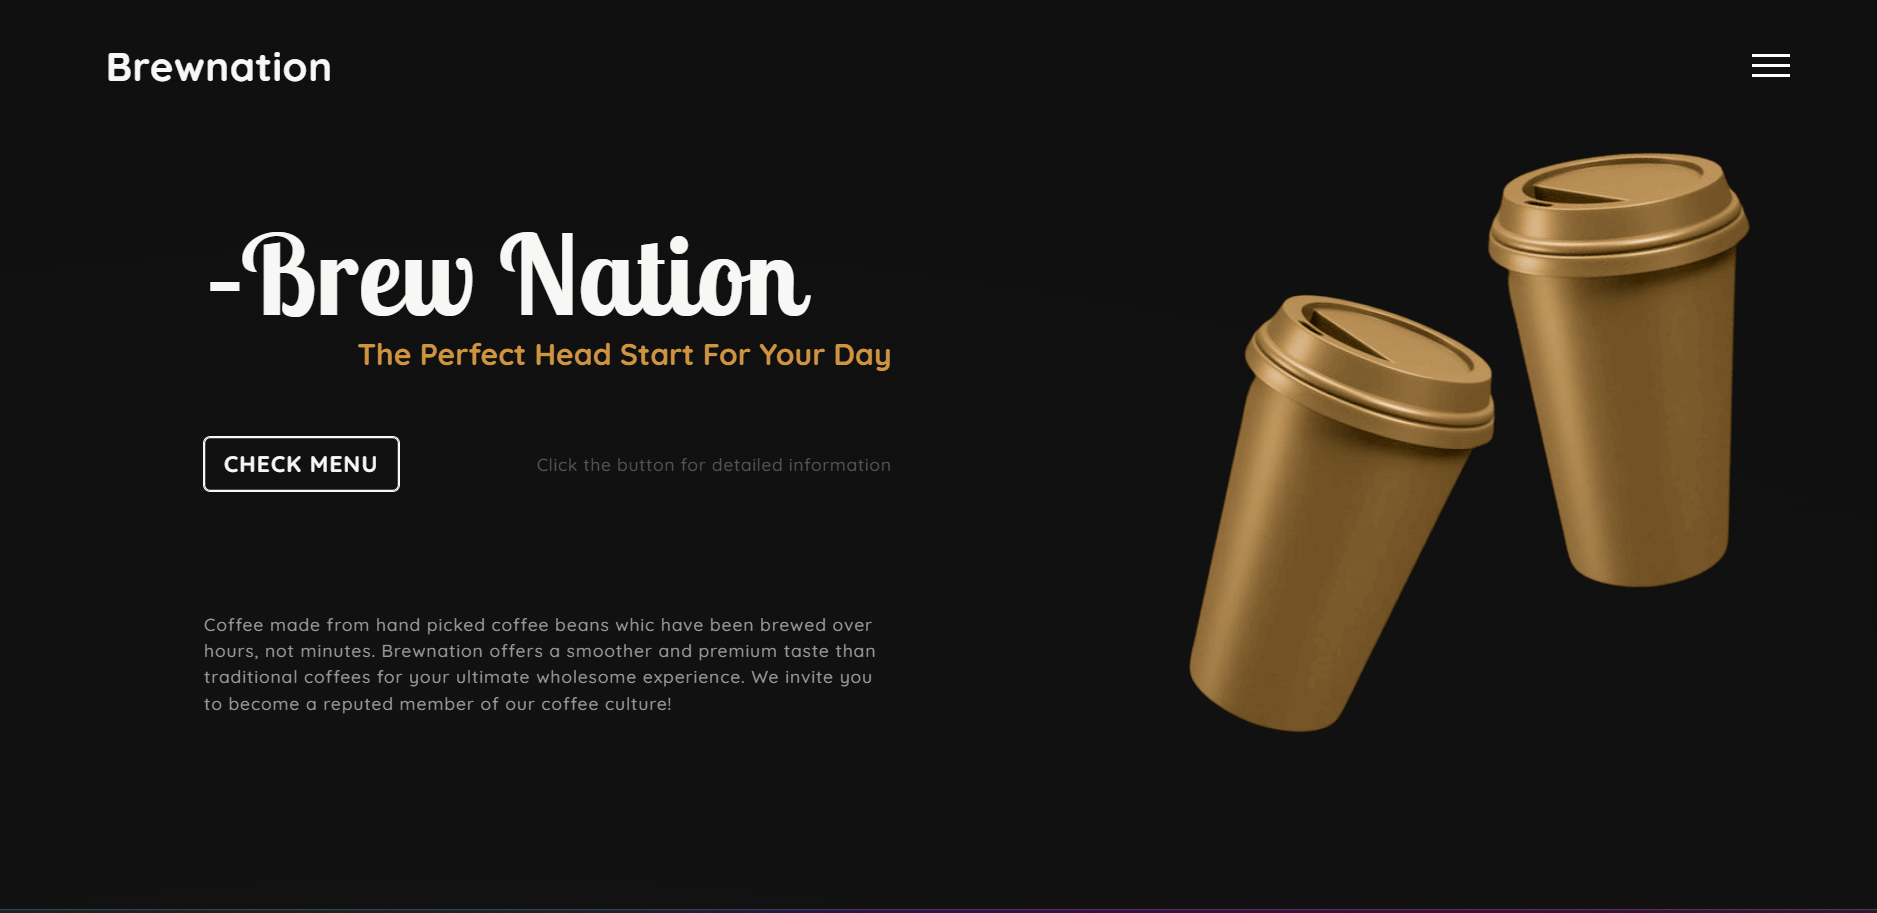 Brewnation
-Brew Nation
The Perfect Head Start For Your Day
CHECK MENU
Click the button for detailed information
Coffee made from hand picked coffee beans whic have been brewed over
hours, not minutes. Brewnation offers a smoother and premium taste than
traditional coffees for your ultimate wholesome experience. We invite you
to become a reputed member of our coffee culture!